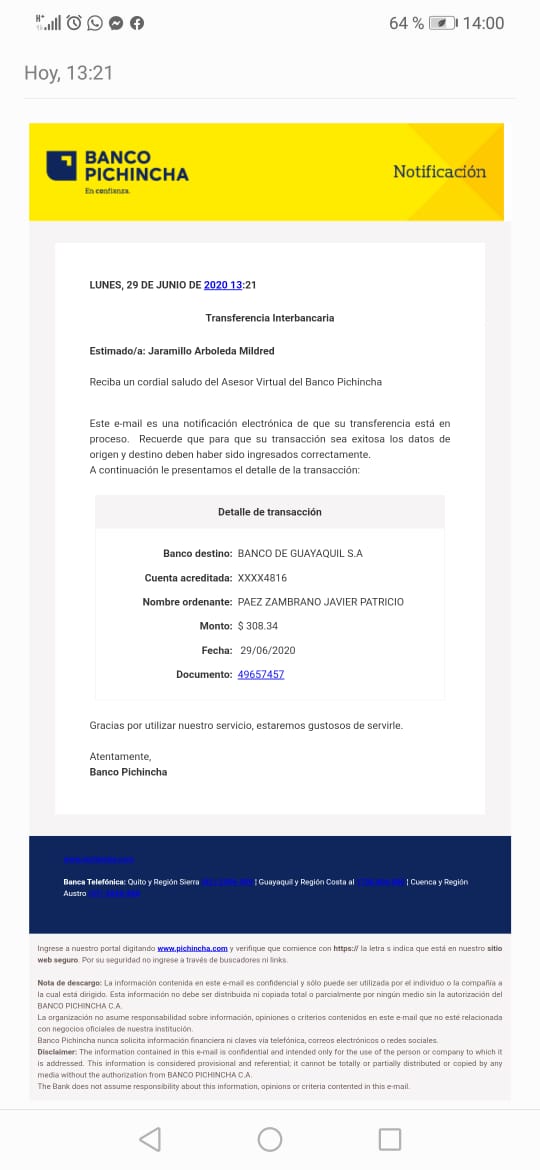 H+ 64 % 14:00
Hoy, 13:21
BANCO
PICHINCHA
En confianza.
Notificación
LUNES, 29 DE JUNIO DE 2020 13:21
Transferencia Interbancaria
Estimado/a: Jaramillo Arboleda Mildred
Reciba un cordial saludo del Asesor Virtual del Banco Pichincha
Este e-mail es una notificación electrónica de que su transferencia está en
proceso. Recuerde que para que su transacción sea exitosa los datos de
origen y destino deben haber sido ingresados correctamente.
A continuación le presentamos el detalle de la transacción:
Detalle de transacción
Banco destino: BANCO DE GUAYAQUIL S.A
Cuenta acreditada: XXXX4816
Nombre ordenante: PAEZ ZAMBRANO JAVIER PATRICIO
Monto: $ 308.34
Fecha: 29/06/2020
Documento: 49657457
Gracias por utilizar nuestro servicio, estaremos gustosos de servirle.
Atentamente,
Banco Pichincha
Banca Telefónica: Quito y Región Sierra | Guayaquil y Región Costa al | Cuenca y Región
Austro
Ingrese a nuestro portal digitando www.pichincha.com y verifique que comience con https:// la letra s indica que está en nuestro sitio
web seguro. Por su seguridad no ingrese a través de buscadores ni links.
Nota de descargo: La información contenida en este e-mail es confidencial y sólo puede ser utilizada por el individuo o la compañía a
la cual está dirigido. Esta información no debe ser distribuida ni copiada total o parcialmente por ningún medio sin la autorización del
BANCO PICHINCHA C.A.
La organización no asume responsabilidad sobre información, opiniones o criterios contenidos en este e-mail que no esté relacionada
con negocios oficiales de nuestra institución.
Banco Pichincha nunca solicita información financiera ni claves vía telefónica, correos electrónicos o redes sociales.
Disclaimer: The information contained in this e-mail is confidential and intended only for the use of the person or company to which it
is addressed. This information is considered provisional and referential; it cannot be totally or partially distributed or copied by any
media without the authorization from BANCO PICHINCHA C.A.
The Bank does not assume responsibility about this information, opinions or criteria contented in this e-mail.